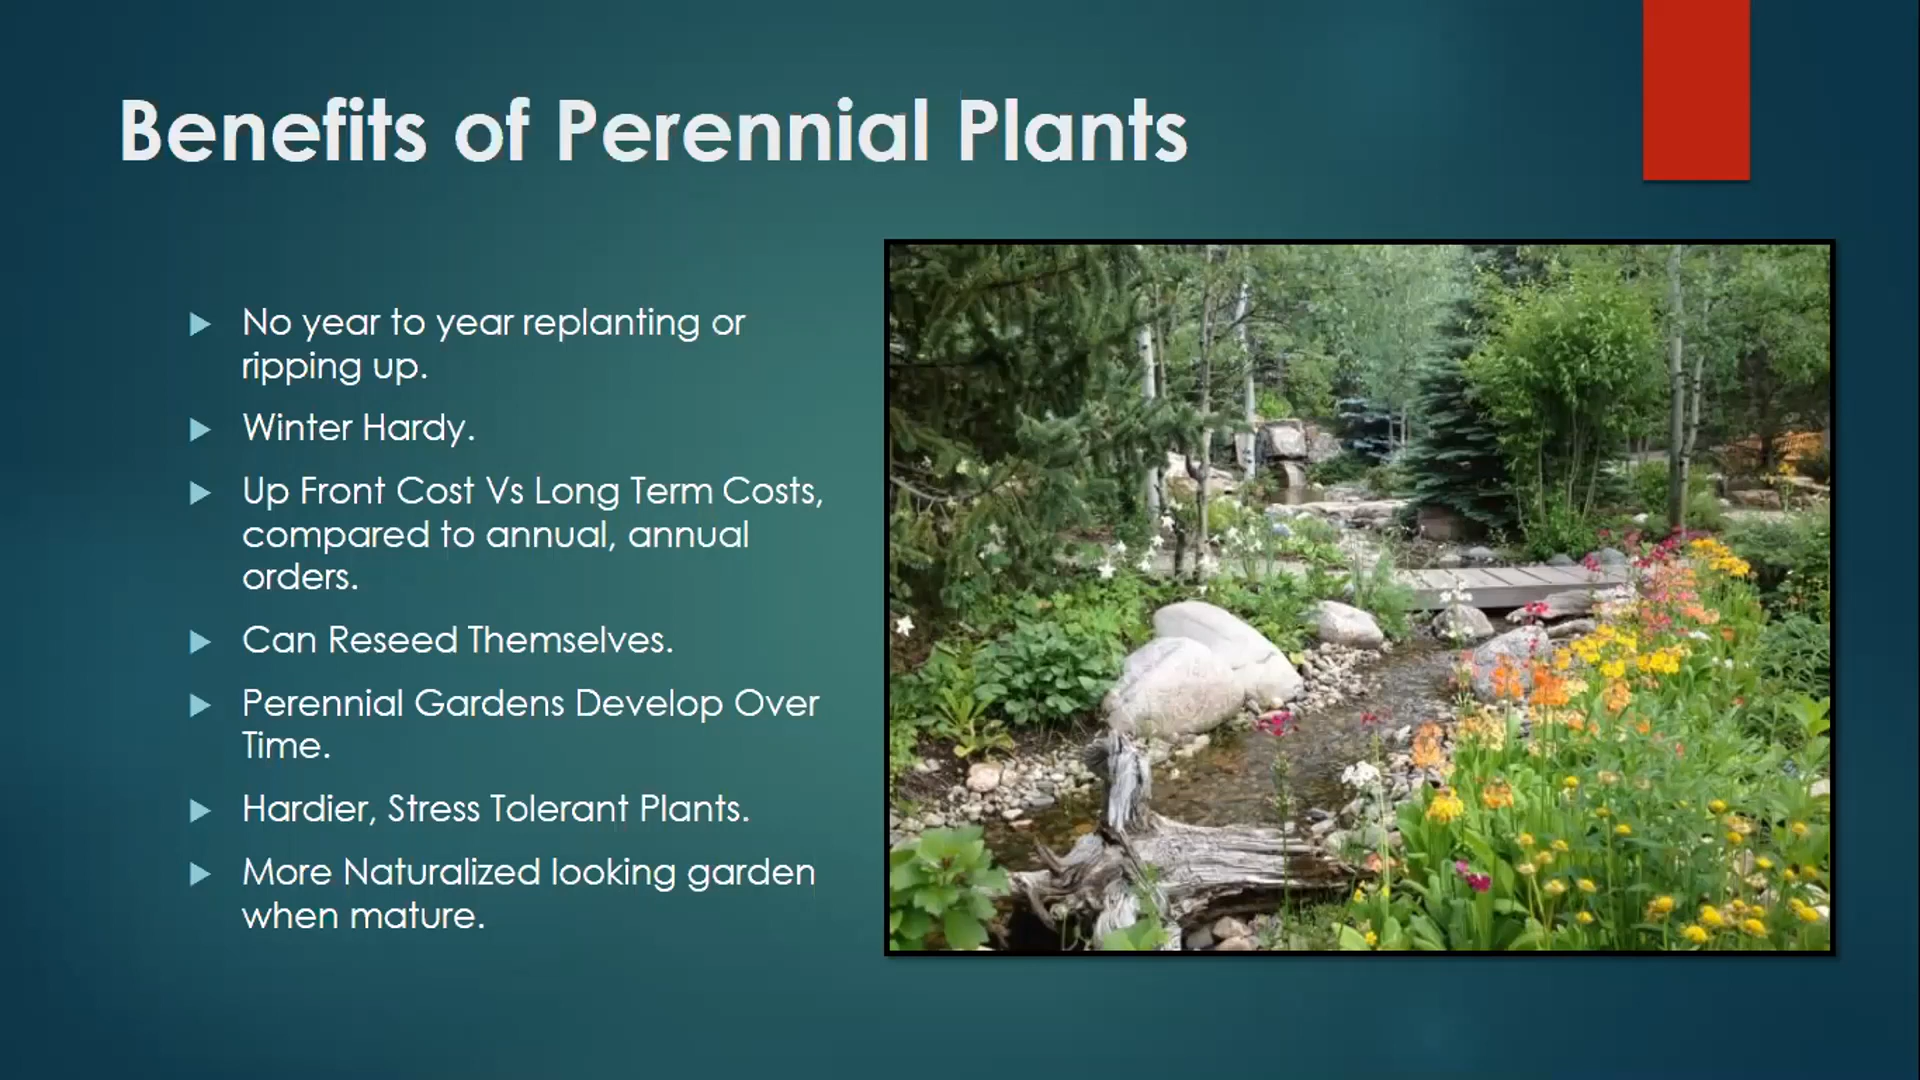 Benefits of Perennial Plants
No year to year replanting or
ripping up.
Winter Hardy.
Up Front Cost Vs Long Term Costs,
compared to annual, annual
orders.
Can Reseed Themselves.
Perennial Gardens Develop Over
Time.
Hardier, Stress Tolerant Plants.
More Naturalized looking garden
when mature.